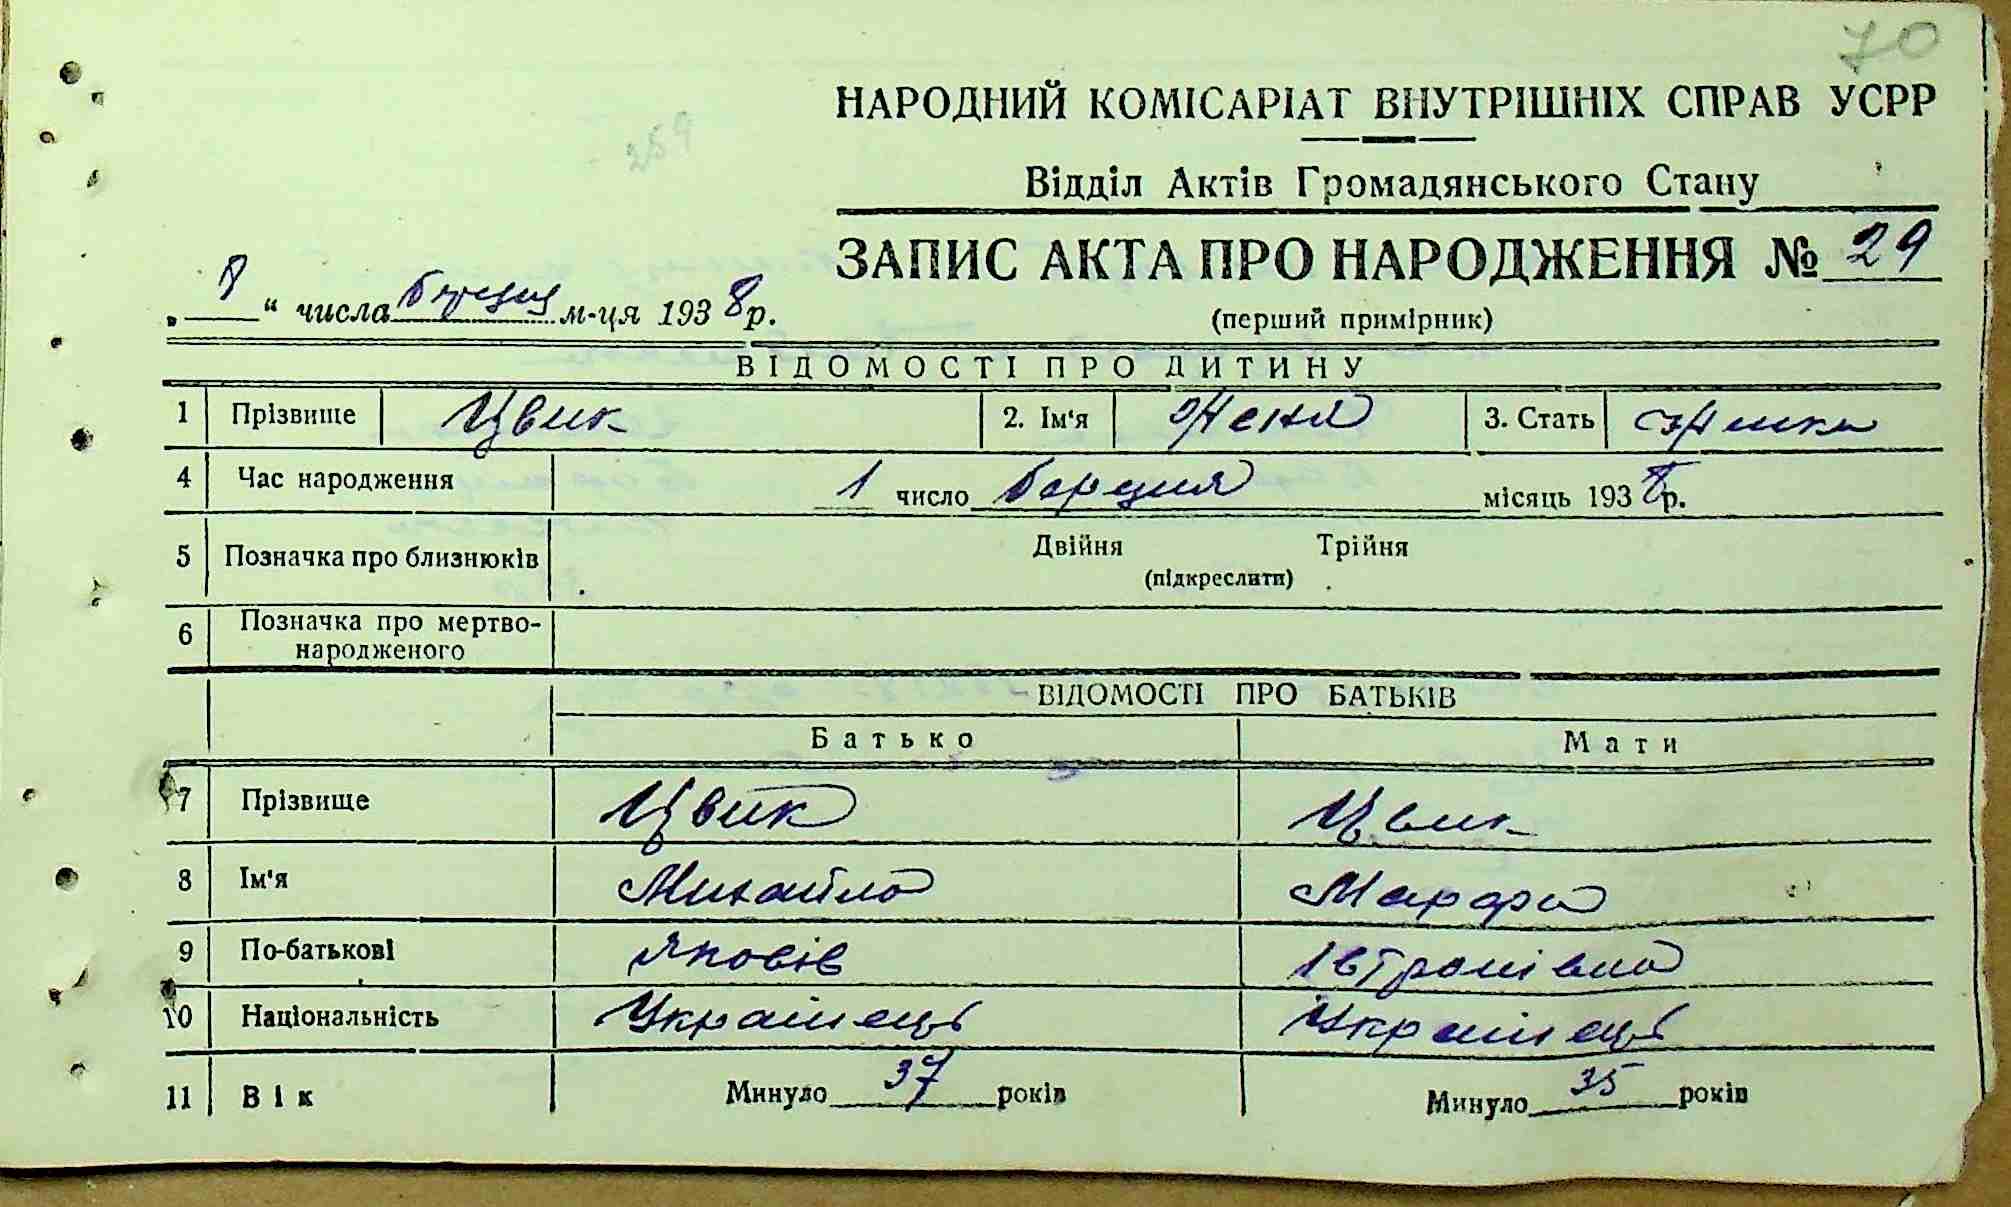 70
НАРОДНИЙ КОМІСАРІАТ ВНУТРІШНІХ СПРАВ УСРР
259
Відділ Актів Громадянського Стану
ЗАПИС АКТА ПРО НАРОДЖЕННЯ № 29
„ 8 “ числа березня м-ця 1938 р.
(перший примірник)
ВІДОМОСТІ ПРО ДИТИНУ
1 Прізвище Цвик 2. Ім'я Женя 3. Стать
4 Час народження 1 число березня місяць 1938 р.
5 Позначка про близнюків Двійня Трійня
(підкреслити)
6 Позначка про мертво-
народженого
ВІДОМОСТІ ПРО БАТЬКІВ
Батько Мати
7 Прізвище Цвик Цвик
8 Ім'я Михайло Марфа
9 По-батькові Яковів
10 Національність Українець Українець
11 Вік Минуло 37 років Минуло 35 років